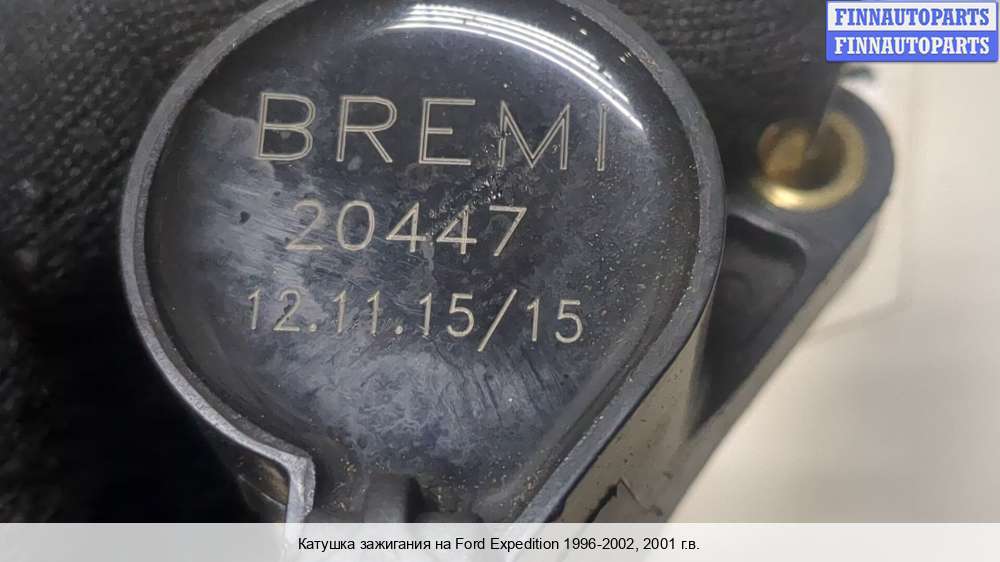 FINNAUTOPARTS
FINNAUTOPARTS
BREMI
20447
12.11.15/15
Катушка зажигания на Ford Expedition 1996-2002, 2001 г.в.